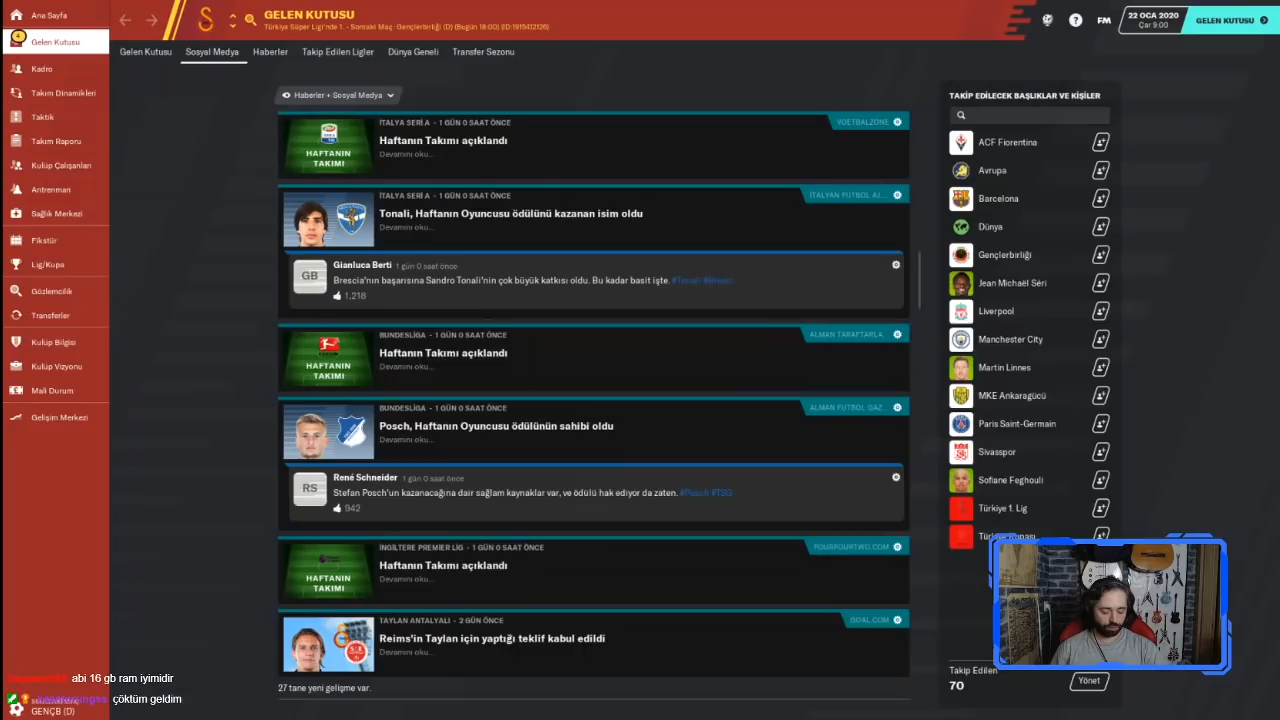 Ana Sayfa
4
Gelen Kutusu
Kadro
Takım Dinamikleri
Taktik
Takım Raporu
Kulüp Çalışanları
Antrenman
Sağlık Merkezi
Fikstür
Lig/Kupa
Gözlemcilik
Transferler
Kulüp Bilgisi
Kulüp Vizyonu
Mali Durum
Gelişim Merkezi
GENÇB (D)
GELEN KUTUSU
Türkiye Süper Ligi'nde 1. - Sonraki Maç: Gençlerbirliği (D) (Bugün 18:00) (ED:1915412126)
FM
22 OCA 2020
Çar 9:00
GELEN KUTUSU
Gelen Kutusu
Sosyal Medya
Haberler
Takip Edilen Ligler
Dünya Geneli
Transfer Sezonu
Haberler + Sosyal Medya
HAFTANIN
TAKIMI
İTALYA SERİ A - 1 GÜN 0 SAAT ÖNCE
VOETBALZONE
Haftanın Takımı açıklandı
Devamını oku...
İTALYA SERİ A - 1 GÜN 0 SAAT ÖNCE
İTALYAN FUTBOL Aİ...
Tonali, Haftanın Oyuncusu ödülünü kazanan isim oldu
Devamını oku...
GB
Gianluca Berti 1 gün 0 saat önce
Brescia'nın başarısına Sandro Tonali'nin çok büyük katkısı oldu. Bu kadar basit işte. #Tonali
1,218
HAFTANIN
TAKIMI
BUNDESLİGA - 1 GÜN 0 SAAT ÖNCE
ALMAN TARAFTARLA
Haftanın Takımı açıklandı
Devamını oku...
BUNDESLİGA - 1 GÜN 0 SAAT ÖNCE
ALMAN FUTBOL GAZ
Posch, Haftanın Oyuncusu ödülünün sahibi oldu
Devamını oku...
RS
René Schneider 1 gün 0 saat önce
Stefan Posch'un kazanacağına dair sağlam kaynaklar var, ve ödülü hak ediyor da zaten. #Posch #TSG
942
HAFTANIN
TAKIMI
İNGİLTERE PREMIER LİG - 1 GÜN 0 SAAT ÖNCE
FOURFOURTWO.COM
Haftanın Takımı açıklandı
Devamını oku...
TAYLAN ANTALYALI - 2 GÜN ÖNCE
GOAL.COM
Reims'in Taylan için yaptığı teklif kabul edildi
Devamını oku...
27 tane yeni gelişme var.
TAKİP EDİLECEK BAŞLIKLAR VE KİŞİLER
ACF Fiorentina
Avrupa
Barcelona
Dünya
Gençlerbirliği
Jean Michaël Séri
Liverpool
Manchester City
Martin Linnes
MKE Ankaragücü
Paris Saint-Germain
Sivasspor
Sofiane Feghouli
Türkiye 1. Lig
Türkiye Kupası
Takip Edilen
70
Yönet
abi 16 gb ram iyimidir
çöktüm geldim